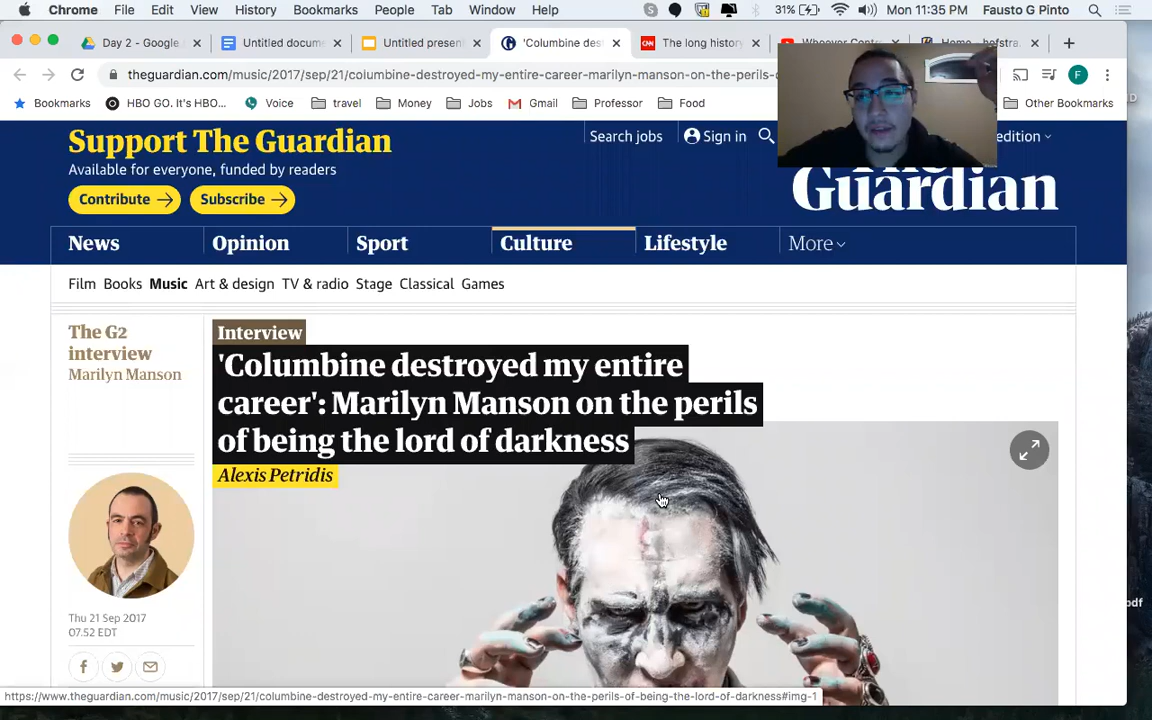 Chrome File Edit View History Bookmarks People Tab Window Help 31% Mon 11:35 PM Fausto G Pinto
Day 2 - Google Untitled docum Untitled presen 'Columbine des The long history Whoever Contr Home - hofstra.
theguardian.com/music/2017/sep/21/columbine-destroyed-my-entire-career-marilyn-manson-on-the-perils- F
Bookmarks HBO GO. It's HBO... Voice travel Money Jobs Gmail Professor Food Other Bookmarks
Support The Guardian
Available for everyone, funded by readers
Contribute Subscribe
Search jobs Sign in edition
The
Guardian
News Opinion Sport Culture Lifestyle More
Film Books Music Art & design TV & radio Stage Classical Games
The G2
interview
Marilyn Manson
Interview
'Columbine destroyed my entire
career': Marilyn Manson on the perils
of being the lord of darkness
Alexis Petridis
Thu 21 Sep 2017
07.52 EDT
https://www.theguardian.com/music/2017/sep/21/columbine-destroyed-my-entire-career-marilyn-manson-on-the-perils-of-being-the-lord-of-darkness#img-1
pdf